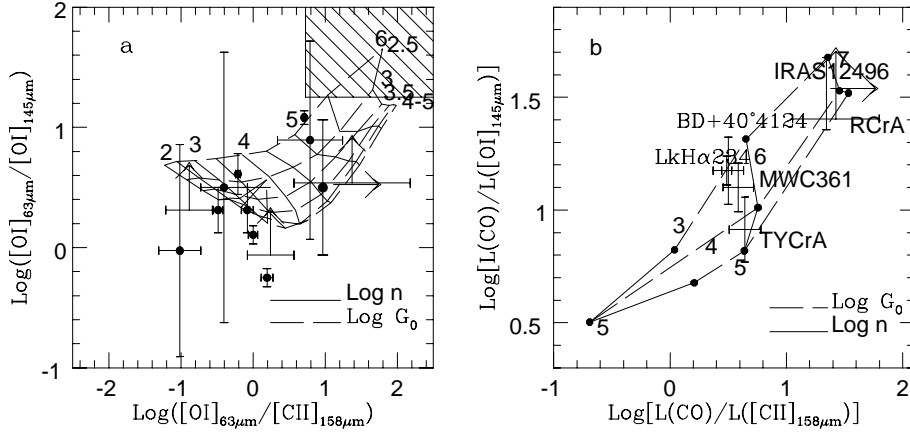 2
1
0
-1
a
6
2.5
3
3.5
4-5
5
4
3
2
Log n
Log G₀
-2
-1
0
1
2
Log([OI]₆₃μm/[CII]₁₅₈μm)
Log([OI]₆₃μm/[OI]₁₄₅μm)
b
1.5
1
0.5
7
IRAS12496
RCrA
BD+40°4124
LkHα234
6
MWC361
TYCrA
3
4
5
5
Log G₀
Log n
-1
0
1
2
Log[L(CO)/L([CII]₁₅₈μm)]
Log[L(CO)/L([OI]₁₄₅μm)]